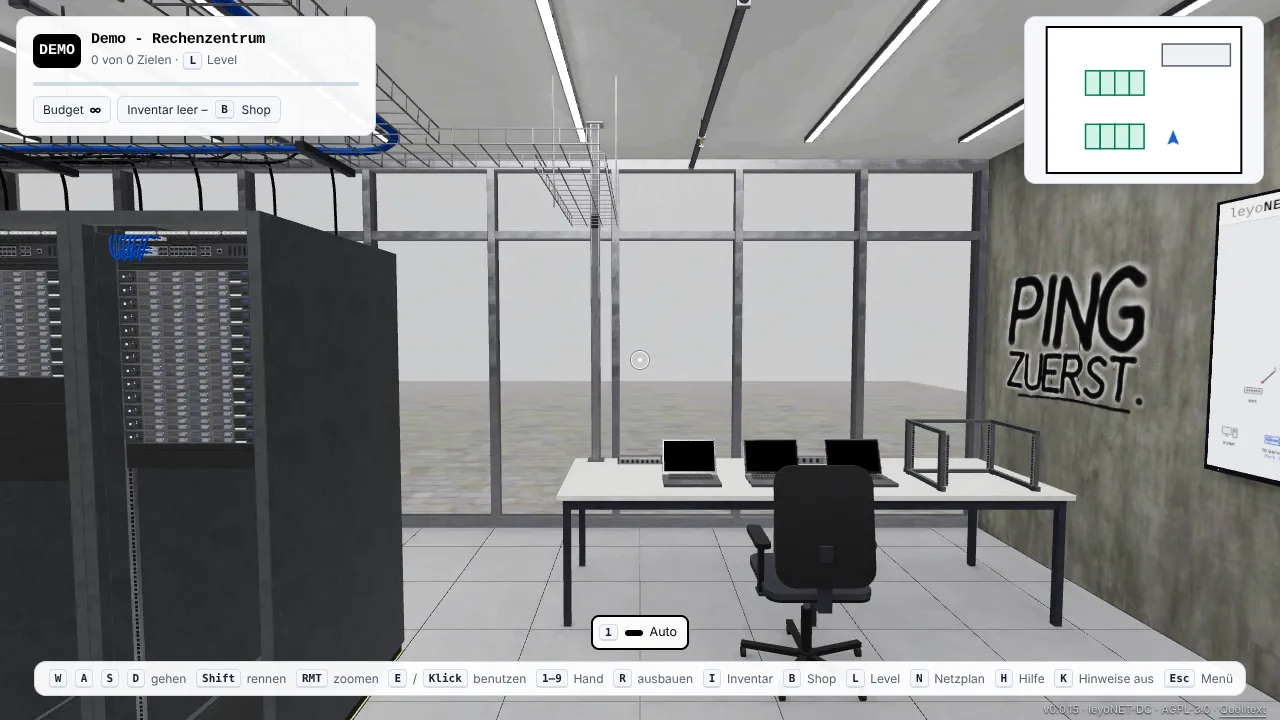 DEMO
Demo - Rechenzentrum
0 von 0 Zielen · L Level
Budget ∞
Inventar leer – B Shop
leyoNE
PING
ZUERST.
1 Auto
W A S D gehen Shift rennen RMT zoomen E / Klick benutzen 1–9 Hand R ausbauen I Inventar B Shop L Level N Netzplan H Hilfe K Hinweise aus Esc Menü
v0.0.15 · leyoNET-DC · AGPL-3.0 · Quelltext